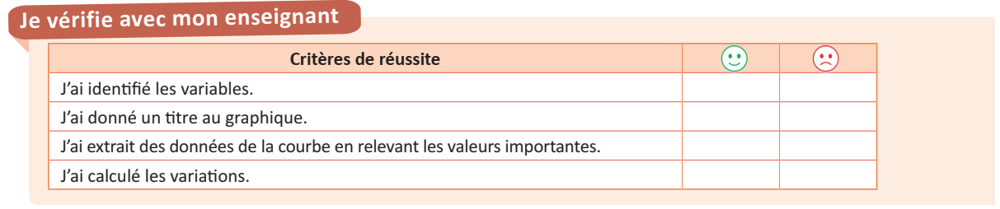 Je vérifie avec mon enseignant
Critères de réussite
J'ai identifié les variables.
J'ai donné un titre au graphique.
J'ai extrait des données de la courbe en relevant les valeurs importantes.
J'ai calculé les variations.